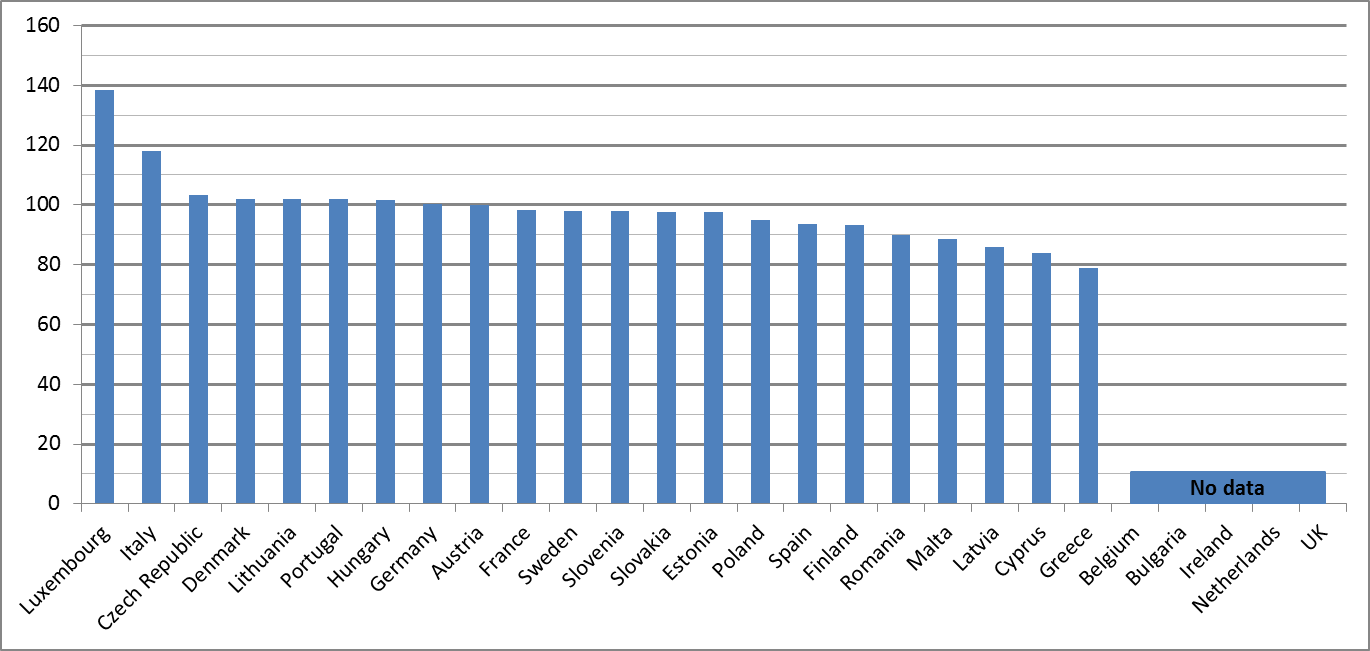 160
140
120
100
80
60
40
20
0
No data
Luxembourg
Italy
Czech Republic
Denmark
Lithuania
Portugal
Hungary
Germany
Austria
France
Sweden
Slovenia
Slovakia
Estonia
Poland
Spain
Finland
Romania
Malta
Latvia
Cyprus
Greece
Belgium
Bulgaria
Ireland
Netherlands
UK